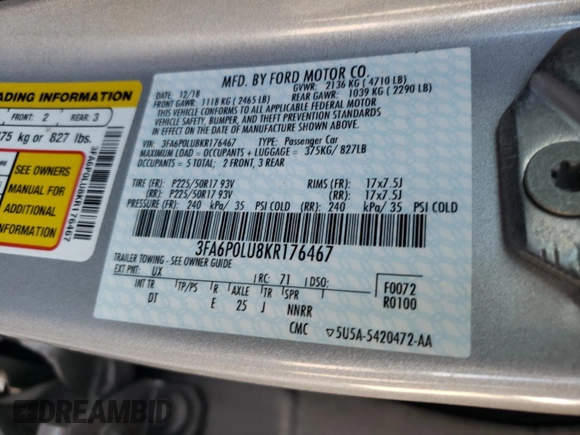 ADING INFORMATION
FRONT: 2 REAR: 3
75 kg or 827 lbs.
SEE OWNERS
MANUAL FOR
ADDITIONAL
INFORMATION
3FA6P0LU8KR176467
MFD. BY FORD MOTOR CO.
12/18 GVWR: 2136 KG ( 4710 LB)
FRONT GAWR: 1118 KG ( 2465 LB) REAR GAWR: 1039 KG ( 2290 LB)
THIS VEHICLE CONFORMS TO ALL APPLICABLE FEDERAL MOTOR
VEHICLE SAFETY, BUMPER, AND THEFT PREVENTION STANDARDS
IN EFFECT ON THE DATE OF MANUFACTURE SHOWN ABOVE.
VIN: 3FA6P0LU8KR176467 TYPE: Passenger Car
MAXIMUM LOAD = OCCUPANTS + LUGGAGE = 375KG/827LB
OCCUPANTS = 5 TOTAL; 2 FRONT, 3 REAR
TIRE (FR): P225/50R17 93V RIMS (FR): 17x7.5J
(RR): P225/50R17 93V (RR): 17x7.5J
PRESSURE (FR): 240 kPa/ 35 PSI COLD (RR): 240 kPa/ 35 PSI COLD
3FA6P0LU8KR176467
TRAILER TOWING - SEE OWNER GUIDE
EXT PNT: UX RC: 71 DSO: F0072
INT TR TP/PS R AXLE TR SPR R0100
DT E 25 J NNRR
CMC ▽5U5A-5420472-AA
DREAMBID